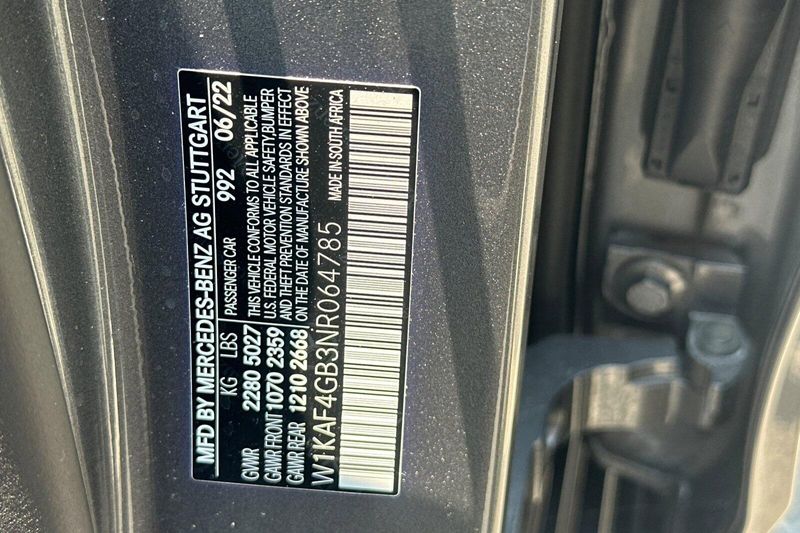 MFD BY MERCEDES-BENZ AG STUTTGART
KG LBS PASSENGER CAR 992 06/22
GVWR 2280 5027 THIS VEHICLE CONFORMS TO ALL APPLICABLE
U.S. FEDERAL MOTOR VEHICLE SAFETY,BUMPER
GAWR FRONT 1070 2359 AND THEFT PREVENTION STANDARDS IN EFFECT
GAWR REAR 1210 2668 ON THE DATE OF MANUFACTURE SHOWN ABOVE
W1KAF4GB3NR064785 MADE IN-SOUTH AFRICA